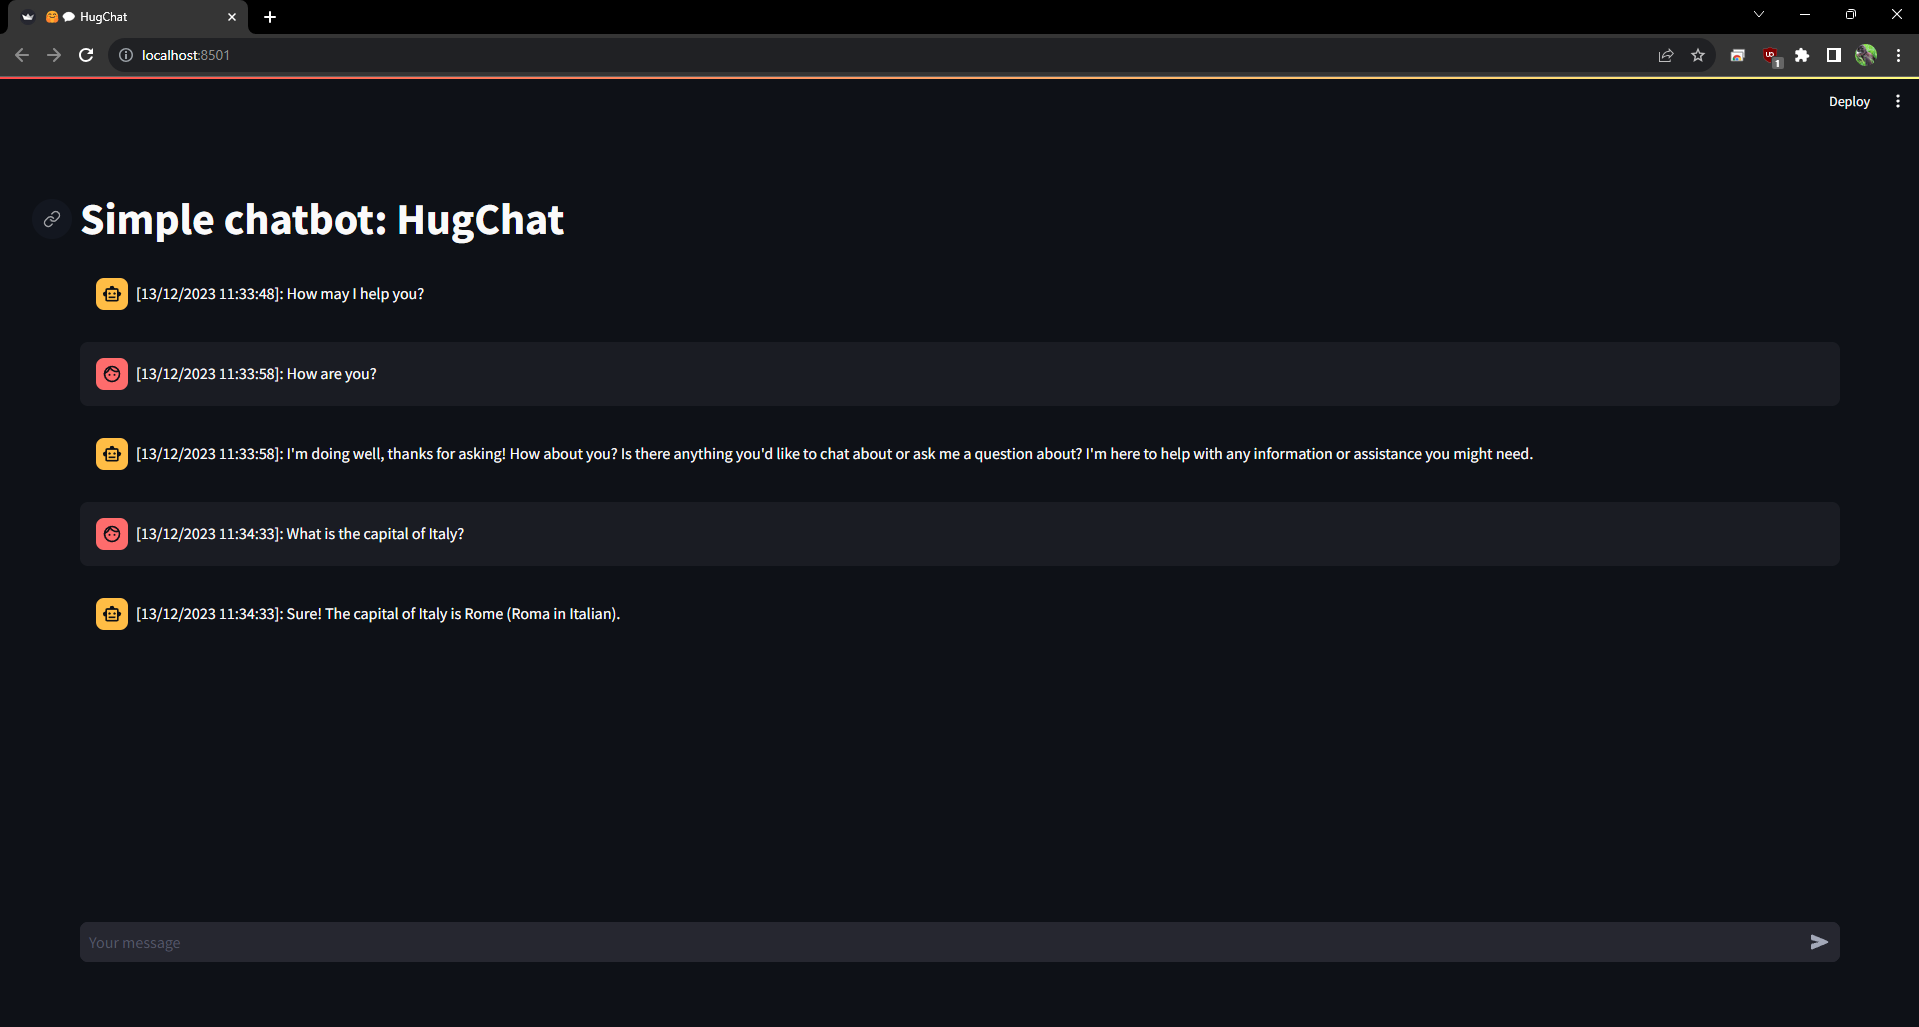 HugChat
localhost:8501
UD
1
Deploy
Simple chatbot: HugChat
[13/12/2023 11:33:48]: How may I help you?
[13/12/2023 11:33:58]: How are you?
[13/12/2023 11:33:58]: I'm doing well, thanks for asking! How about you? Is there anything you'd like to chat about or ask me a question about? I'm here to help with any information or assistance you might need.
[13/12/2023 11:34:33]: What is the capital of Italy?
[13/12/2023 11:34:33]: Sure! The capital of Italy is Rome (Roma in Italian).
Your message